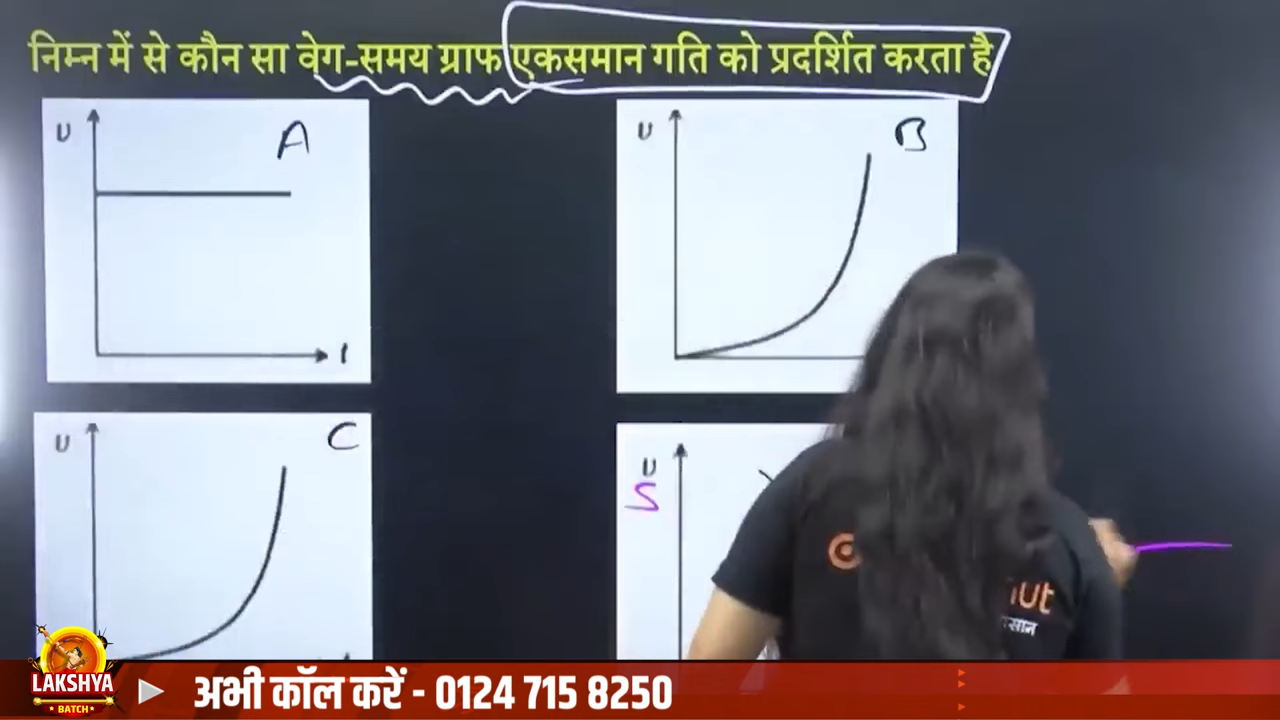 निम्न में से कौन सा वेग-समय ग्राफ एकसमान गति को प्रदर्शित करता है
υ A
t
υ B
υ C
υ
S
LAKSHYA
BATCH
अभी कॉल करें - 0124 715 8250